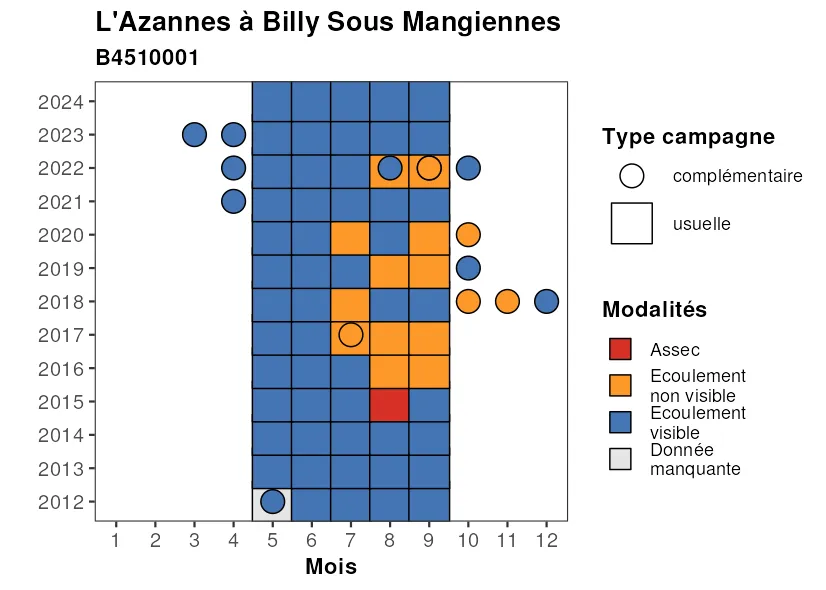 L'Azannes à Billy Sous Mangiennes
B4510001
2024
2023
2022
2021
2020
2019
2018
2017
2016
2015
2014
2013
2012
1 2 3 4 5 6 7 8 9 10 11 12
Mois
Type campagne
complémentaire
usuelle
Modalités
Assec
Ecoulement
non visible
Ecoulement
visible
Donnée
manquante